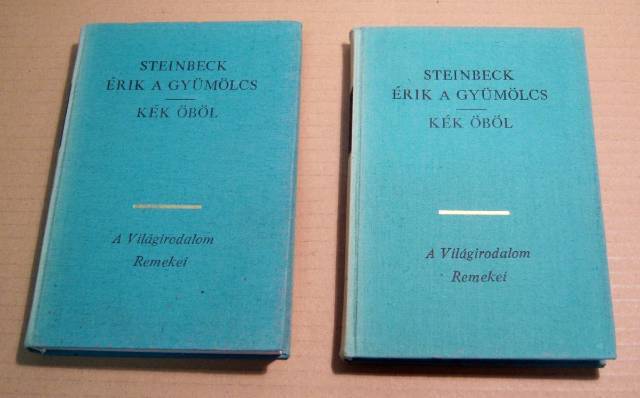 STEINBECK
ÉRIK A GYÜMÖLCS
KÉK ÖBÖL
A Világirodalom
Remekei
STEINBECK
ÉRIK A GYÜMÖLCS
KÉK ÖBÖL
A Világirodalom
Remekei